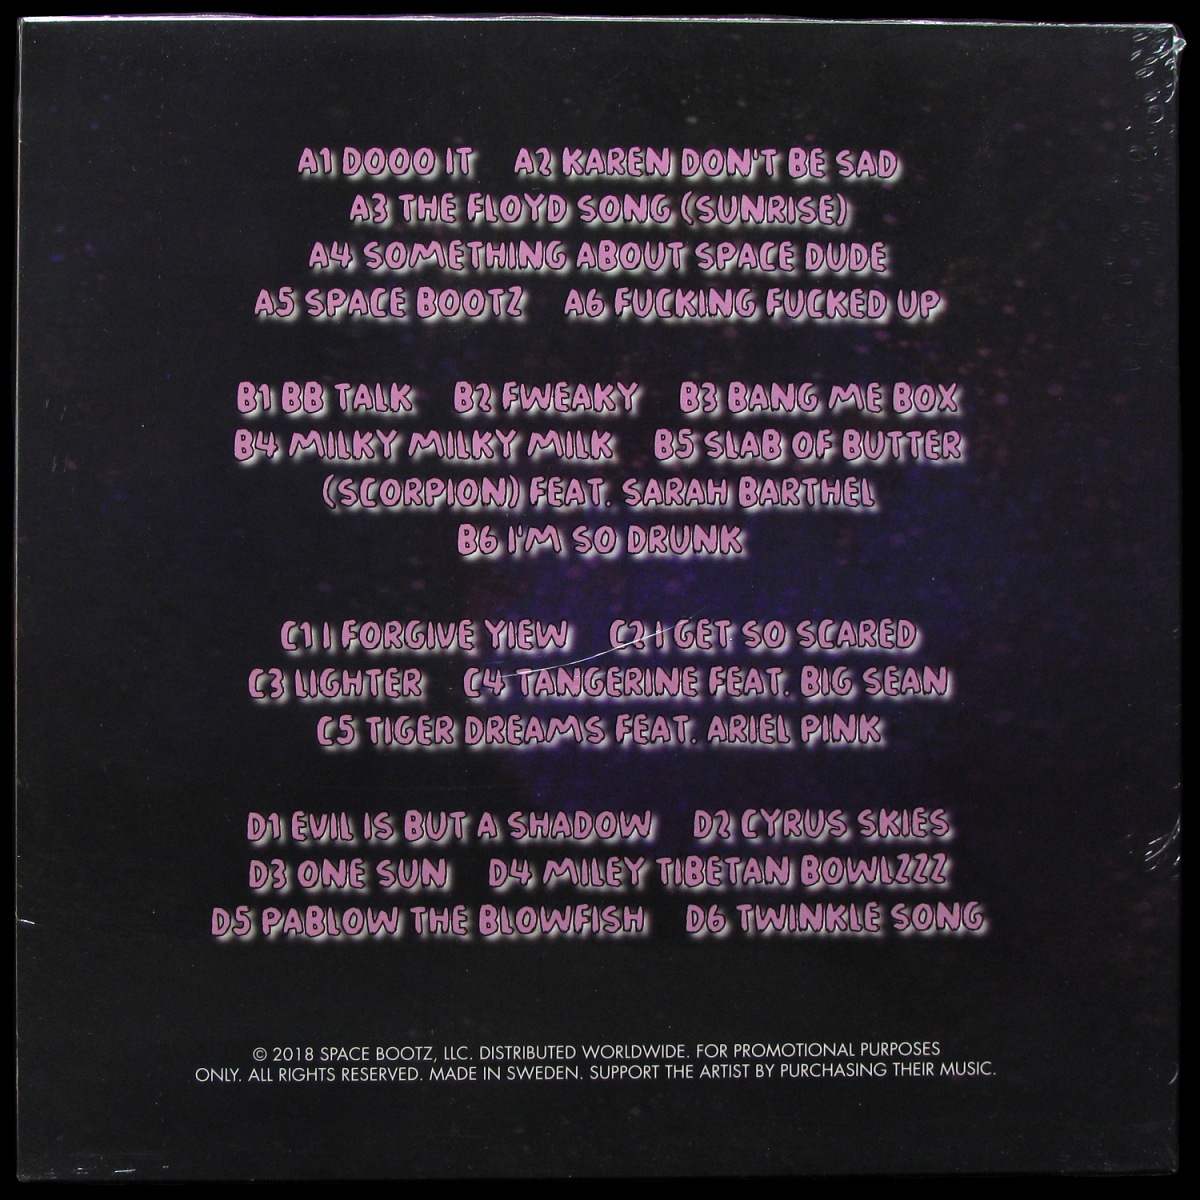 A1 DOOO IT A2 KAREN DON'T BE SAD
A3 THE FLOYD SONG (SUNRISE)
A4 SOMETHING ABOUT SPACE DUDE
A5 SPACE BOOTZ A6 FUCKING FUCKED UP
B1 BB TALK B2 FWEAKY B3 BANG ME BOX
B4 MILKY MILKY MILK B5 SLAB OF BUTTER
(SCORPION) FEAT. SARAH BARTHEL
B6 I'M SO DRUNK
C1 I FORGIVE YIEW C2 I GET SO SCARED
C3 LIGHTER C4 TANGERINE FEAT. BIG SEAN
C5 TIGER DREAMS FEAT. ARIEL PINK
D1 EVIL IS BUT A SHADOW D2 CYRUS SKIES
D3 ONE SUN D4 MILEY TIBETAN BOWLZZZ
D5 PABLOW THE BLOWFISH D6 TWINKLE SONG
© 2018 SPACE BOOTZ, LLC. DISTRIBUTED WORLDWIDE. FOR PROMOTIONAL PURPOSES
ONLY. ALL RIGHTS RESERVED. MADE IN SWEDEN. SUPPORT THE ARTIST BY PURCHASING THEIR MUSIC.